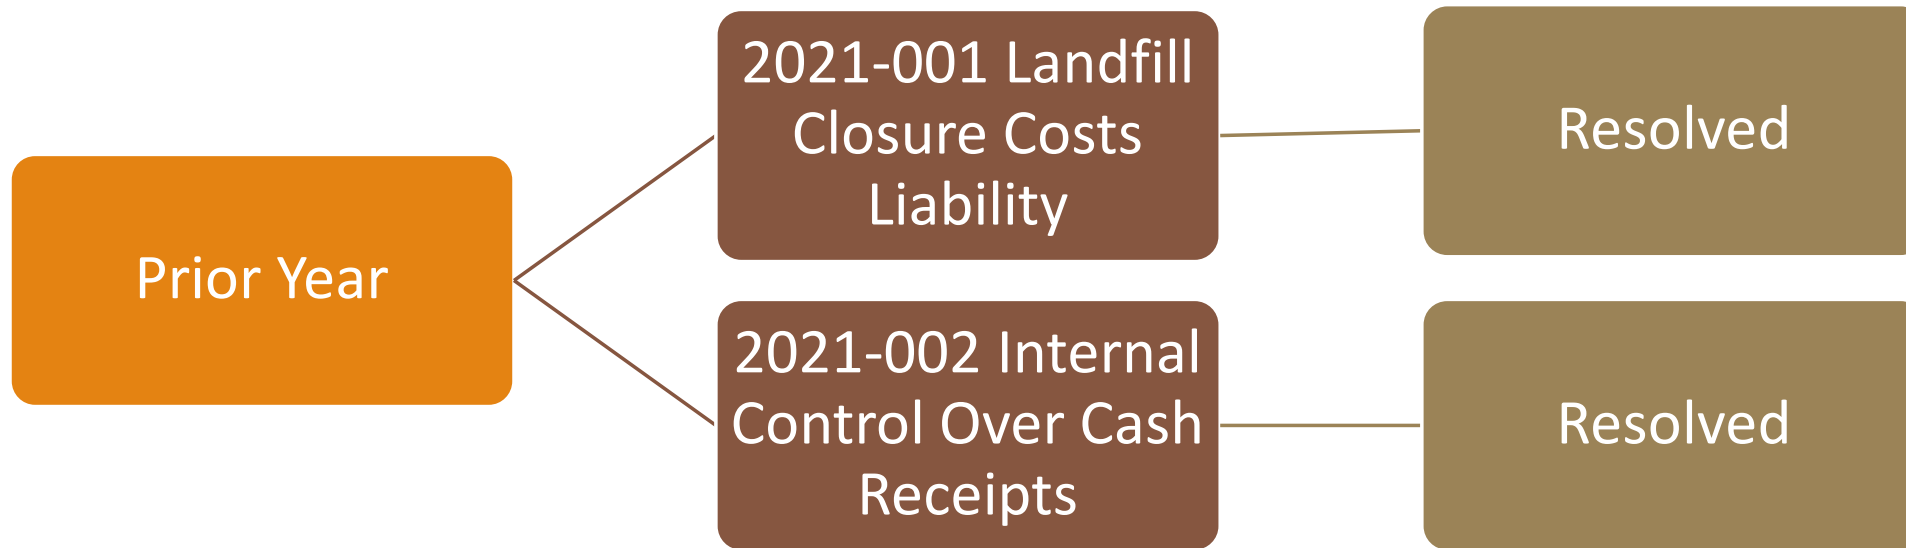 Prior Year
2021-001 Landfill
Closure Costs
Liability
Resolved
2021-002 Internal
Control Over Cash
Receipts
Resolved